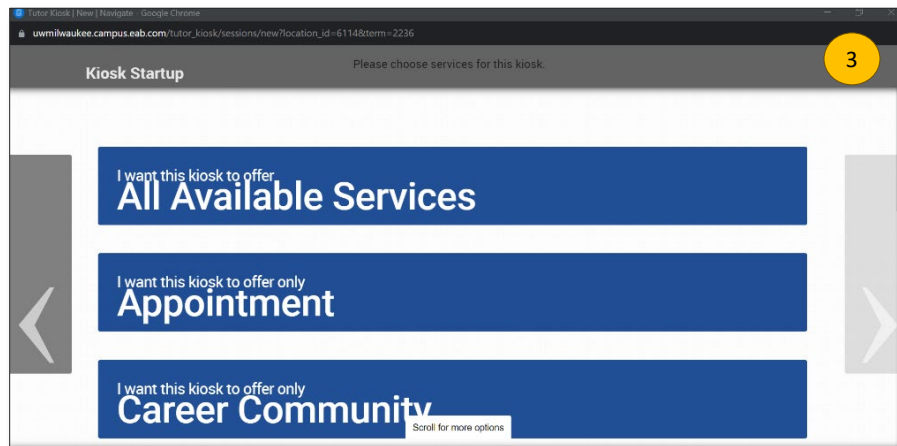 Tutor Kiosk | New | Navigate - Google Chrome
uwmilwaukee.campus.eab.com/tutor_kiosk/sessions/new?location_id=6114&term=2236
Please choose services for this kiosk.
3
Kiosk Startup
I want this kiosk to offer
All Available Services
I want this kiosk to offer only
Appointment
I want this kiosk to offer only
Career Community
Scroll for more options